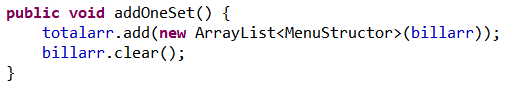 public void addOneSet() {
    totalarr.add(new ArrayList<MenuStructor>(billarr));
    billarr.clear();
}